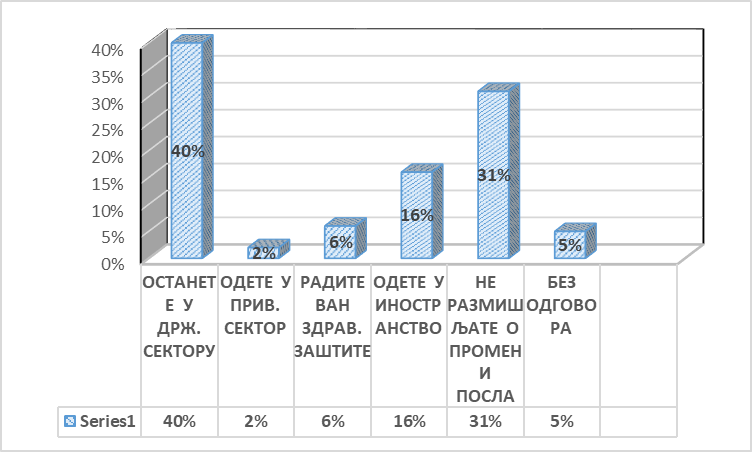 40%
35%
30%
25%
20%
15%
10%
5%
0%
40%
2%
6%
16%
31%
5%
ОСТАНЕТ
Е У
ДРЖ.
СЕКТОРУ
ОДЕТЕ У
ПРИВ.
СЕКТОР
РАДИТЕ
ВАН
ЗДРАВ.
ЗАШТИТЕ
ОДЕТЕ У
ИНОСТР
АНСТВО
НЕ
РАЗМИШ
ЉАТЕ О
ПРОМЕН
И
ПОСЛА
БЕЗ
ОДГОВО
РА
Series1 40% 2% 6% 16% 31% 5%